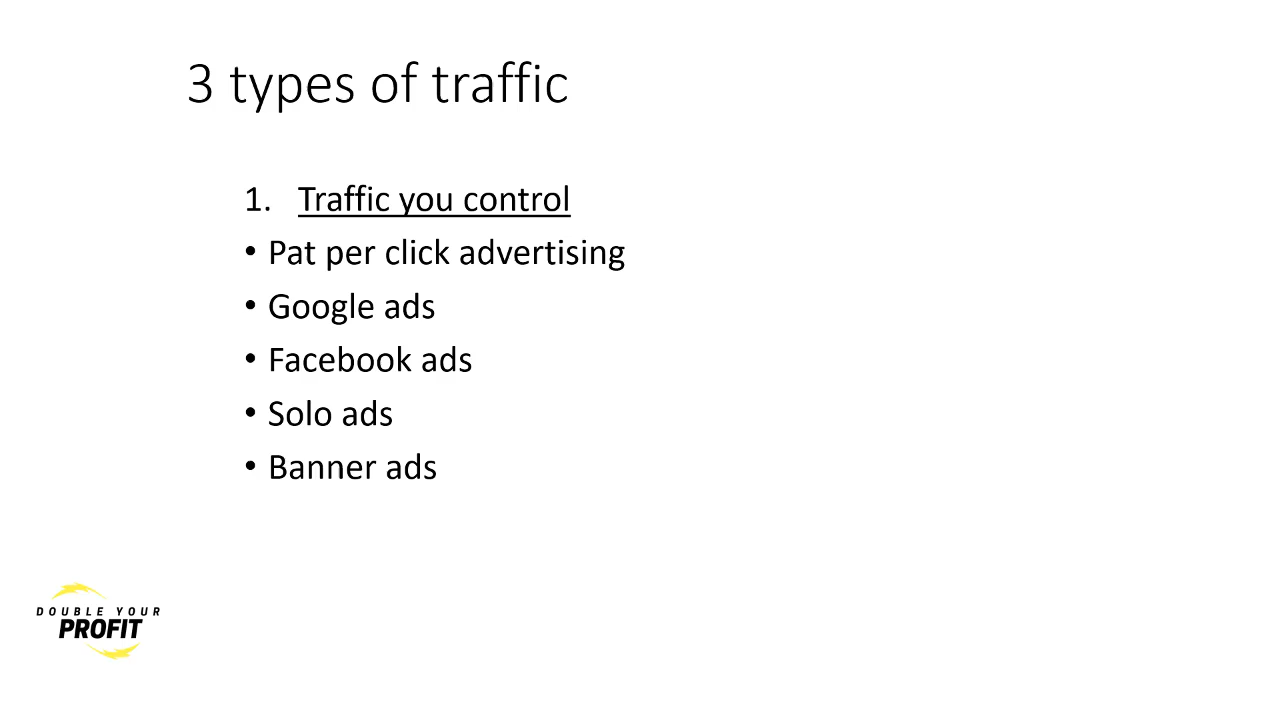 3 types of traffic
1. Traffic you control
• Pat per click advertising
• Google ads
• Facebook ads
• Solo ads
• Banner ads
DOUBLE YOUR
PROFIT